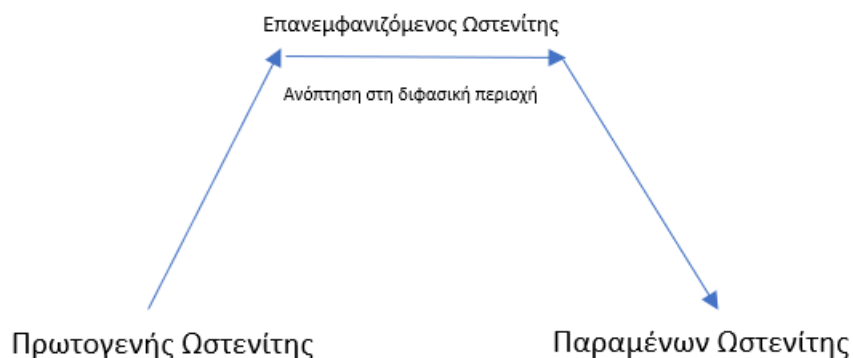 Επανεμφανιζόμενος Ωστενίτης
Ανόπτηση στη διφασική περιοχή
Πρωτογενής Ωστενίτης
Παραμένων Ωστενίτης